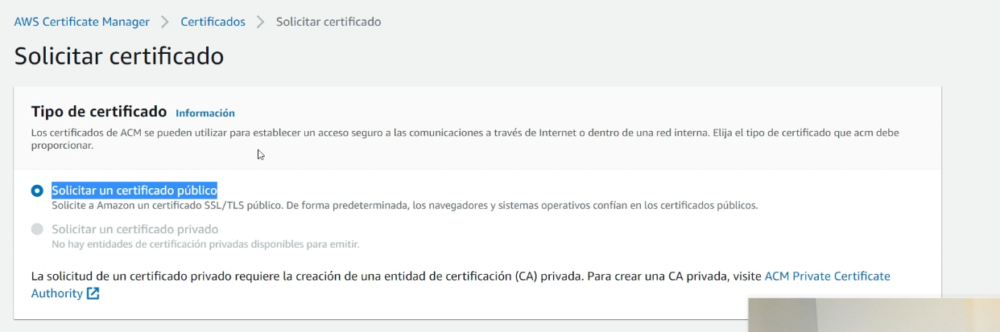 AWS Certificate Manager > Certificados > Solicitar certificado
Solicitar certificado
Tipo de certificado Información
Los certificados de ACM se pueden utilizar para establecer un acceso seguro a las comunicaciones a través de Internet o dentro de una red interna. Elija el tipo de certificado que acm debe
proporcionar.
Solicitar un certificado público
Solicite a Amazon un certificado SSL/TLS público. De forma predeterminada, los navegadores y sistemas operativos confían en los certificados públicos.
Solicitar un certificado privado
No hay entidades de certificación privadas disponibles para emitir.
La solicitud de un certificado privado requiere la creación de una entidad de certificación (CA) privada. Para crear una CA privada, visite ACM Private Certificate
Authority